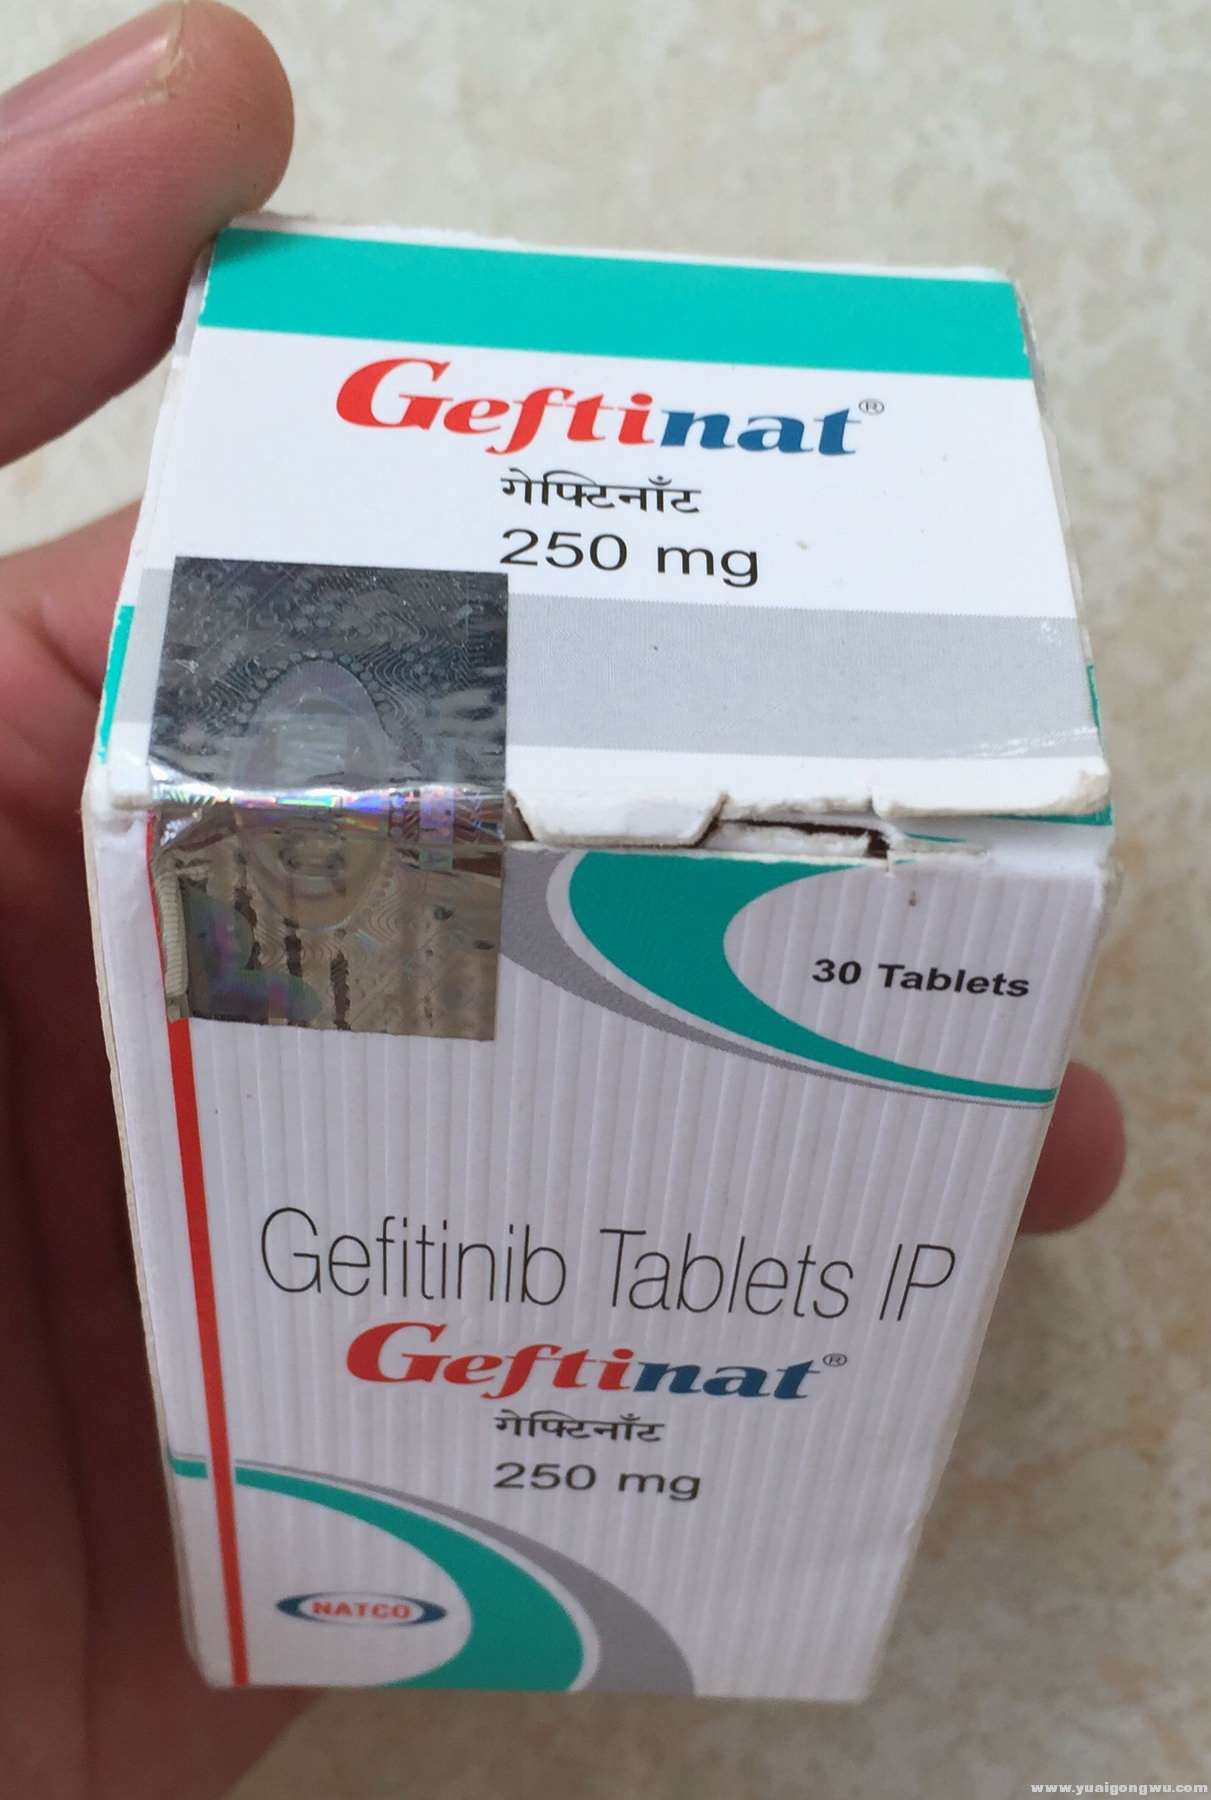 Geftinat®
गेफ्टिनॉंट
250 mg
30 Tablets
Gefitinib Tablets IP
Geftinat®
गेफ्टिनॉंट
250 mg
NATCO
www.yuaigongwu.com